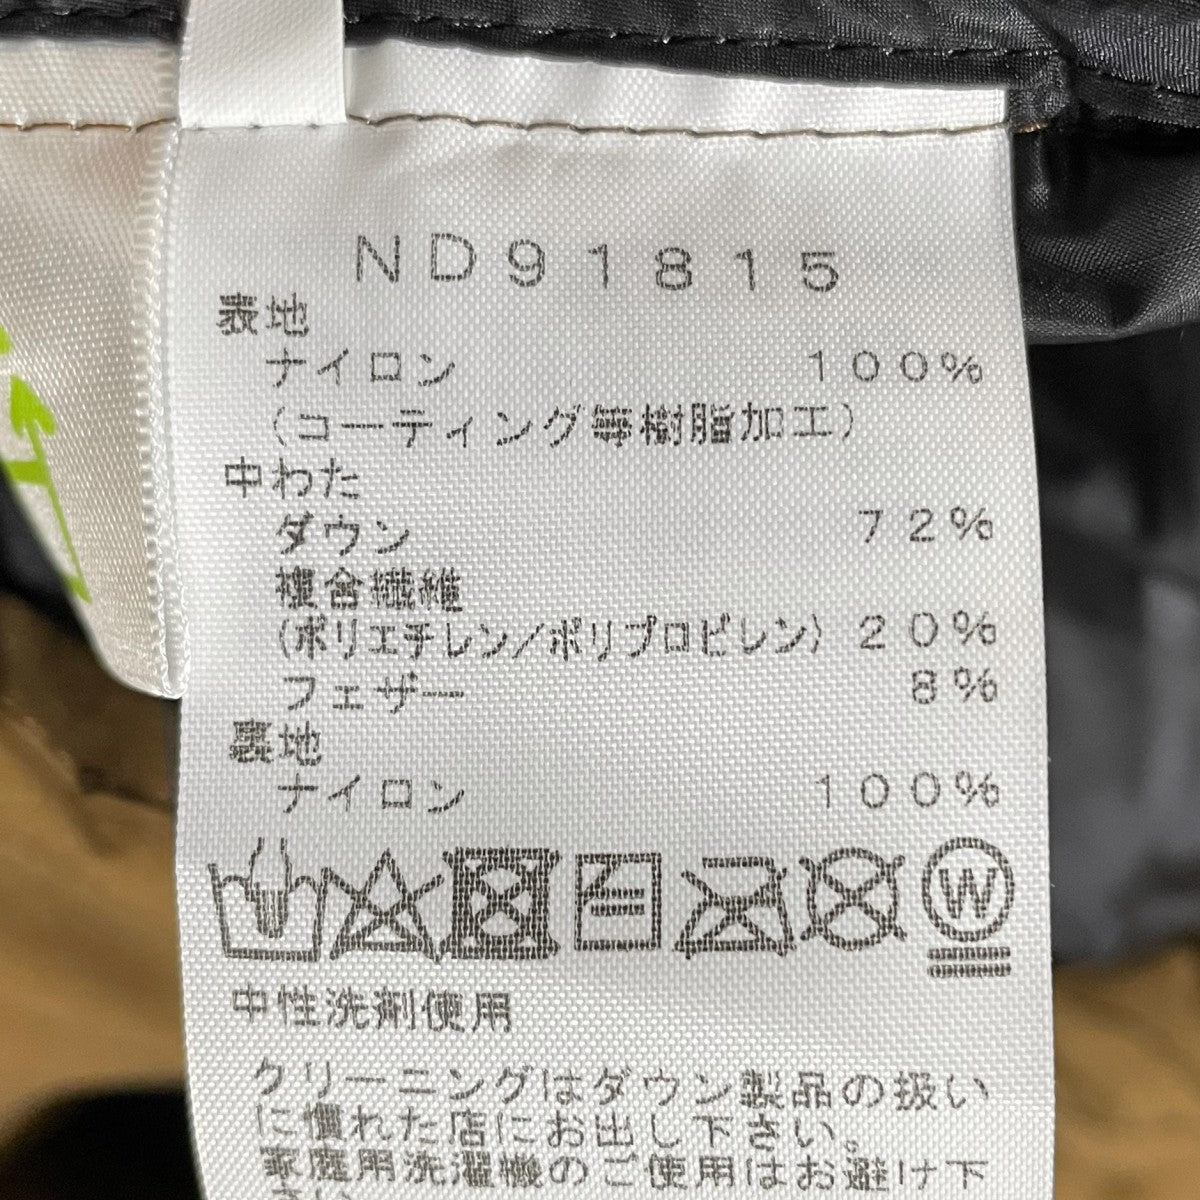 ND91815
表地
ナイロン 100%
(コーティング等樹脂加工)
中わた
ダウン 72%
複合繊維
(ポリエチレン/ポリプロピレン) 20%
フェザー 8%
裏地
ナイロン 100%
W
中性洗剤使用
クリーニングはダウン製品の扱い
に慣れた店にお出し下さい。
家庭用洗濯機のご使用はお避け下
さい